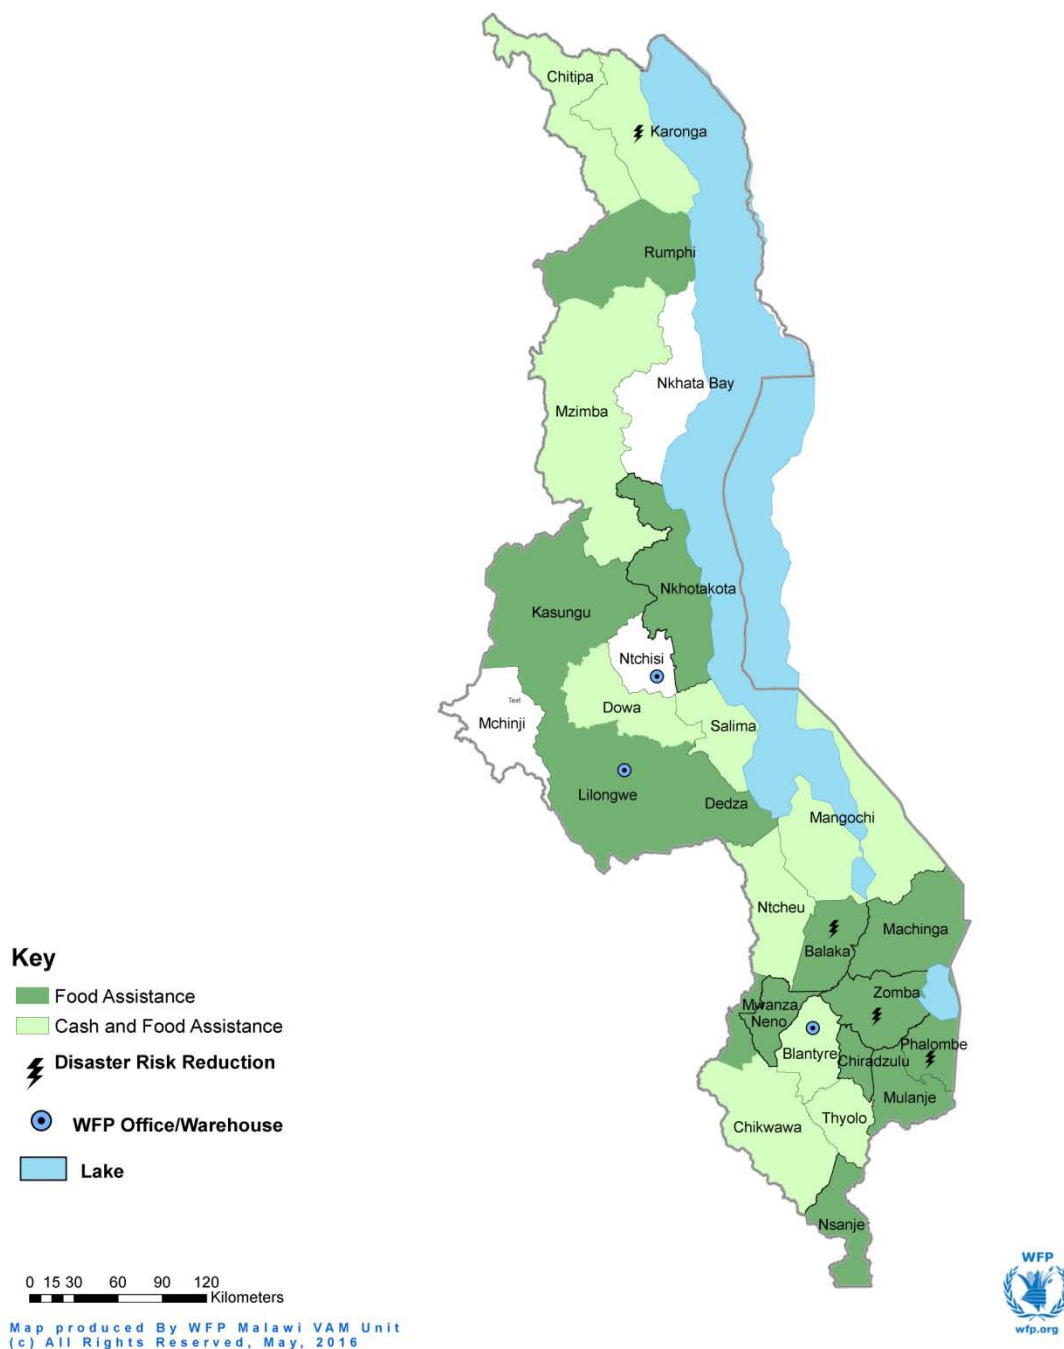 Chitipa
Karonga
Rumphi
Nkhata Bay
Mzimba
Nkhotakota
Kasungu
Ntchisi
Text
Dowa
Mchinji
Salima
Lilongwe
Dedza
Mangochi
Ntcheu
Machinga
Balaka
Zomba
Mwanza
Neno
Phalombe
Blantyre
Chiradzulu
Mulanje
Thyolo
Chikwawa
Nsanje
Key
Food Assistance
Cash and Food Assistance
Disaster Risk Reduction
WFP Office/Warehouse
Lake
0 15 30 60 90 120
Kilometers
Map produced By WFP Malawi VAM Unit
(c) All Rights Reserved, May, 2016
WFP
wfp.org